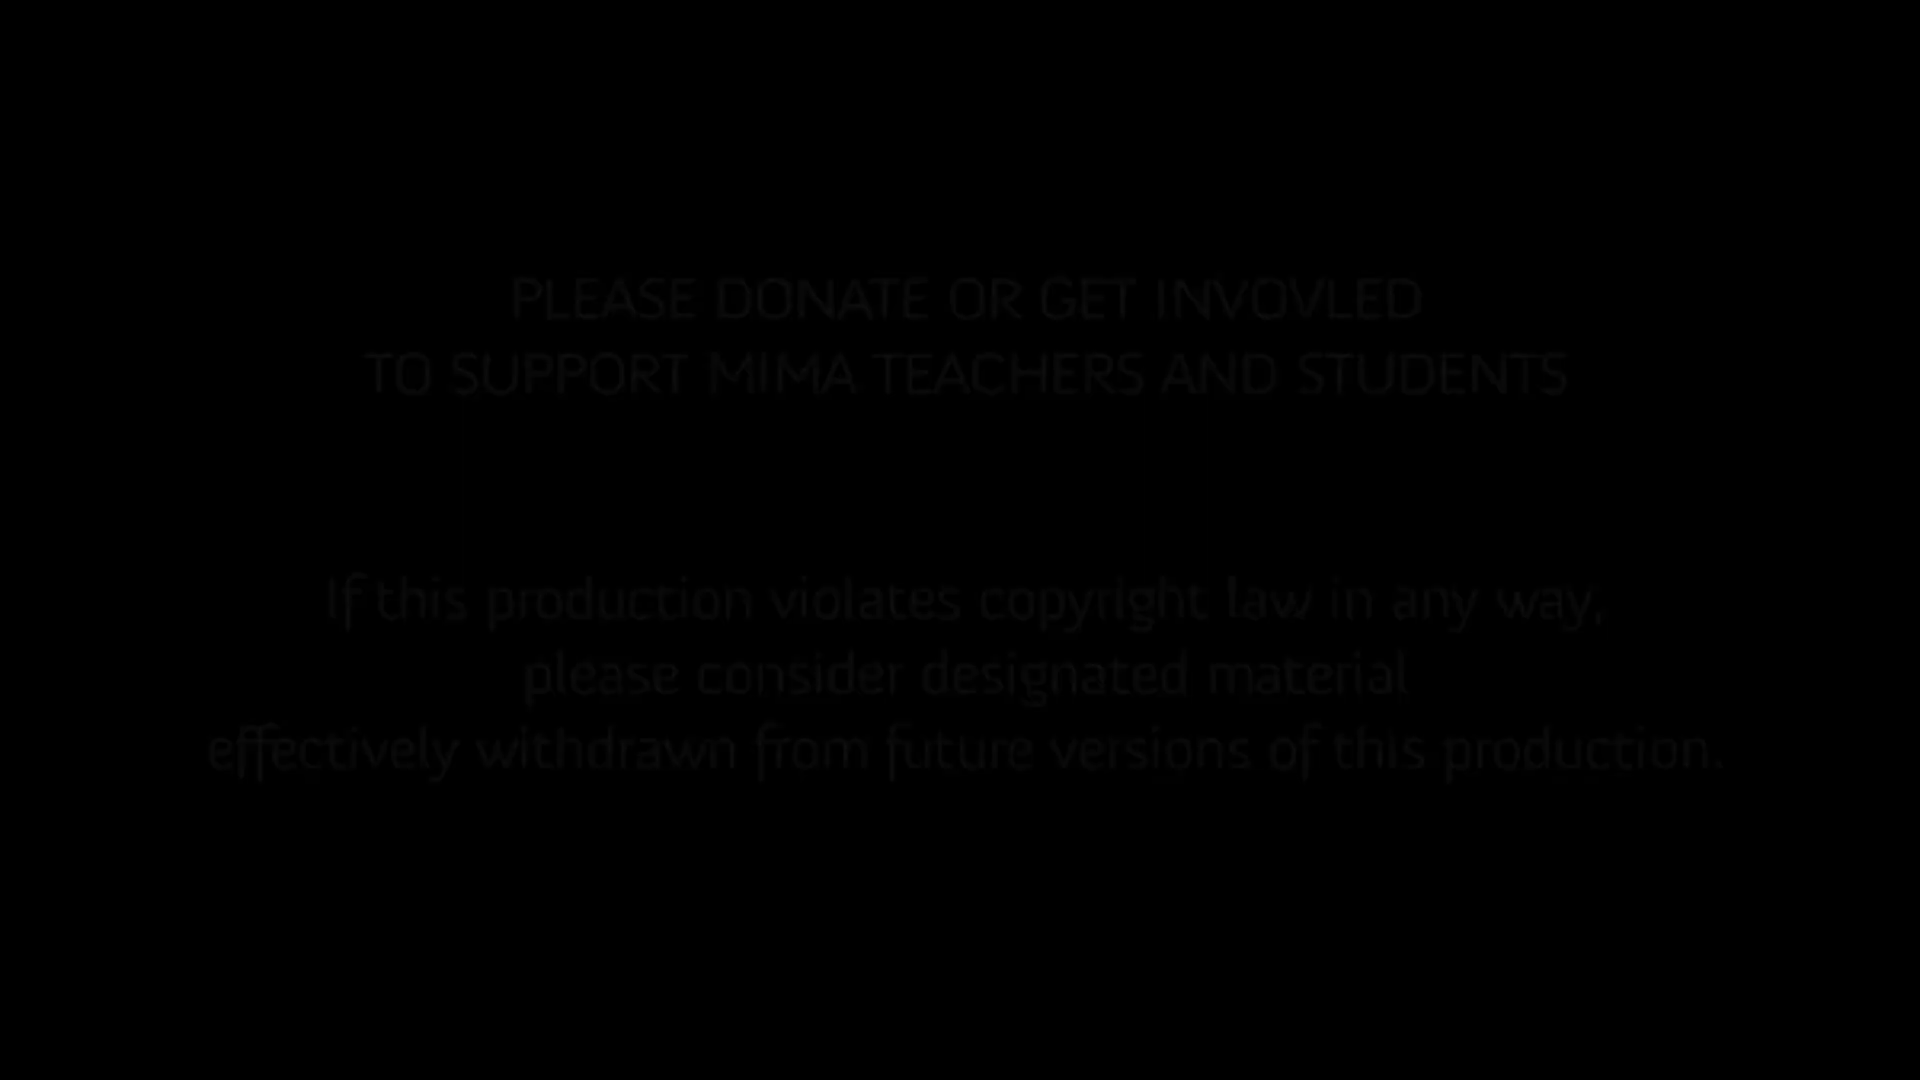 PLEASE DONATE OR GET INVOVLED
TO SUPPORT MIMA TEACHERS AND STUDENTS
If this production violates copyright law in any way,
please consider designated material
effectively withdrawn from future versions of this production.